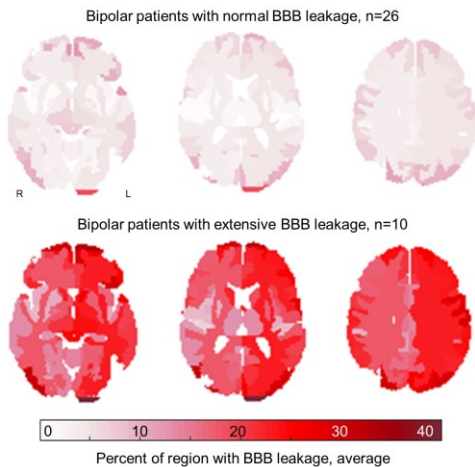 Bipolar patients with normal BBB leakage, n=26
R L
Bipolar patients with extensive BBB leakage, n=10
0 10 20 30 40
Percent of region with BBB leakage, average